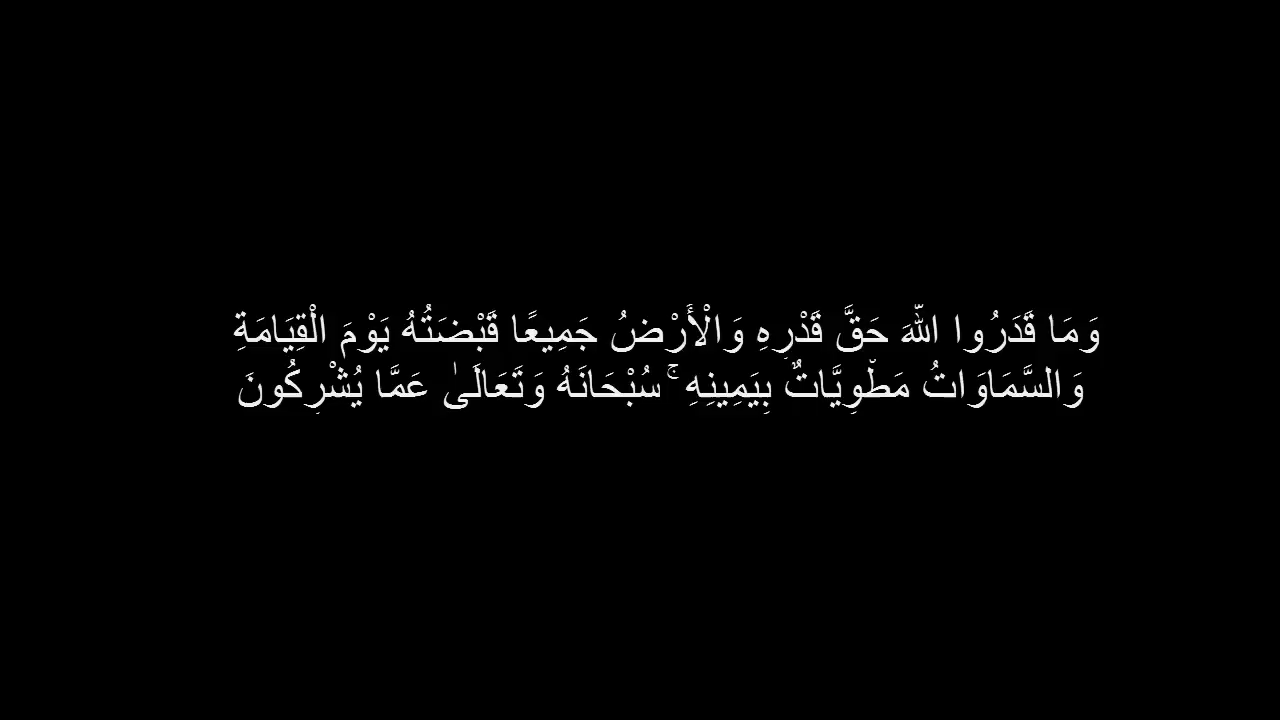 وَمَا قَدَرُوا اللَّهَ حَقَّ قَدْرِهِ وَالْأَرْضُ جَمِيعًا قَبْضَتُهُ يَوْمَ الْقِيَامَةِ
وَالسَّمَاوَاتُ مَطْوِيَّاتٌ بِيَمِينِهِ ۚ سُبْحَانَهُ وَتَعَالَىٰ عَمَّا يُشْرِكُونَ